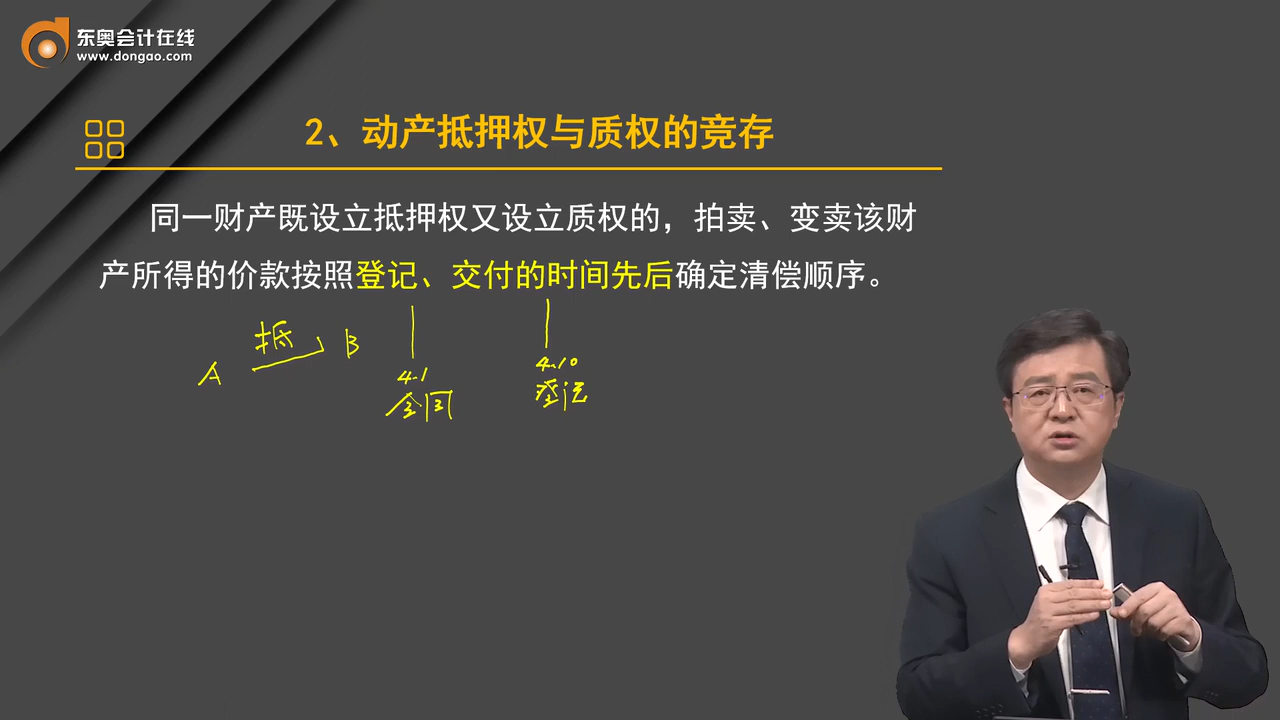 东奥会计在线
www.dongao.com
2、动产抵押权与质权的竞存
同一财产既设立抵押权又设立质权的，拍卖、变卖该财
产所得的价款按照登记、交付的时间先后确定清偿顺序。
A 抵 B
4.1 4.10
合同 登记